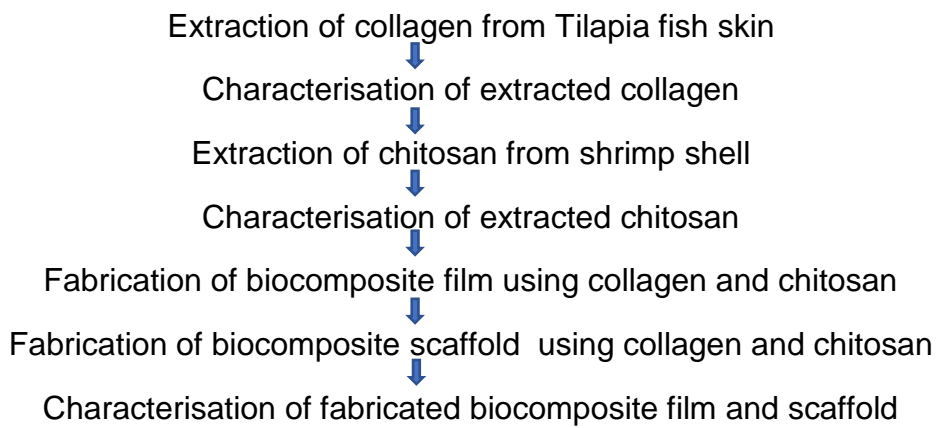 Extraction of collagen from Tilapia fish skin
Characterisation of extracted collagen
Extraction of chitosan from shrimp shell
Characterisation of extracted chitosan
Fabrication of biocomposite film using collagen and chitosan
Fabrication of biocomposite scaffold  using collagen and chitosan
Characterisation of fabricated biocomposite film and scaffold